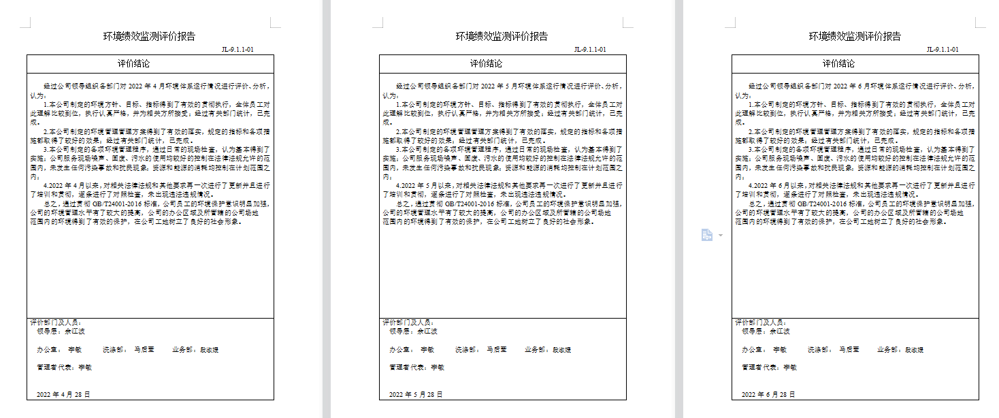 环境绩效监测评价报告
JL-9.1.1-01
评价结论
经过公司领导组织各部门对 2022 年 4 月环境体系运行情况进行评价、分析，
认为：
1.本公司制定的环境方针、目标、指标得到了有效的贯彻执行，全体员工对
此理解比较到位，执行认真严格，并为相关方所接受；经过有关部门统计，已完
成。
2.本公司制定的环境管理管理方案得到了有效的落实，规定的指标和各项措
施都取得了较好的效果；经过有关部门统计，已完成。
3.本公司制定的各项环境管理程序，通过日常的现场检查，认为基本得到了
实施；公司服务现场噪声、固废、污水的使用均较好的控制在法律法规允许的范
围内，未发生任何污染事故和扰民现象；资源和能源的消耗均控制在计划范围之
内；
4.2022 年 4 月以来，对相关法律法规和其他要求再一次进行了更新并且进行
了培训和贯彻，逐条进行了对照检查，未出现违法违规情况。
总之，通过贯彻 GB/T24001-2016 标准，公司员工的环境保护意识明显加强，
公司的环境管理水平有了较大的提高，公司的办公区域及所管辖的公司场地
范围内的环境得到了有效的保护，在公司工地树立了良好的社会形象。
评价部门及人员：
领导层：余江波
办公室： 李敏 洗涤部： 马后莹 业务部：段淑媛
管理者代表：李敏
2022 年 4 月 28 日
环境绩效监测评价报告
JL-9.1.1-01
评价结论
经过公司领导组织各部门对 2022 年 5 月环境体系运行情况进行评价、分析，
认为：
1.本公司制定的环境方针、目标、指标得到了有效的贯彻执行，全体员工对
此理解比较到位，执行认真严格，并为相关方所接受；经过有关部门统计，已完
成。
2.本公司制定的环境管理管理方案得到了有效的落实，规定的指标和各项措
施都取得了较好的效果；经过有关部门统计，已完成。
3.本公司制定的各项环境管理程序，通过日常的现场检查，认为基本得到了
实施；公司服务现场噪声、固废、污水的使用均较好的控制在法律法规允许的范
围内，未发生任何污染事故和扰民现象；资源和能源的消耗均控制在计划范围之
内；
4.2022 年 5 月以来，对相关法律法规和其他要求再一次进行了更新并且进行
了培训和贯彻，逐条进行了对照检查，未出现违法违规情况。
总之，通过贯彻 GB/T24001-2016 标准，公司员工的环境保护意识明显加强，
公司的环境管理水平有了较大的提高，公司的办公区域及所管辖的公司场地
范围内的环境得到了有效的保护，在公司工地树立了良好的社会形象。
评价部门及人员：
领导层：余江波
办公室： 李敏 洗涤部： 马后莹 业务部：段淑媛
管理者代表：李敏
2022 年 5 月 28 日
环境绩效监测评价报告
JL-9.1.1-01
评价结论
经过公司领导组织各部门对 2022 年 6 月环境体系运行情况进行评价、分析，
认为：
1.本公司制定的环境方针、目标、指标得到了有效的贯彻执行，全体员工对
此理解比较到位，执行认真严格，并为相关方所接受；经过有关部门统计，已完
成。
2.本公司制定的环境管理管理方案得到了有效的落实，规定的指标和各项措
施都取得了较好的效果；经过有关部门统计，已完成。
3.本公司制定的各项环境管理程序，通过日常的现场检查，认为基本得到了
实施；公司服务现场噪声、固废、污水的使用均较好的控制在法律法规允许的范
围内，未发生任何污染事故和扰民现象；资源和能源的消耗均控制在计划范围之
内；
4.2022 年 6 月以来，对相关法律法规和其他要求再一次进行了更新并且进行
了培训和贯彻，逐条进行了对照检查，未出现违法违规情况。
总之，通过贯彻 GB/T24001-2016 标准，公司员工的环境保护意识明显加强，
公司的环境管理水平有了较大的提高，公司的办公区域及所管辖的公司场地
范围内的环境得到了有效的保护，在公司工地树立了良好的社会形象。
评价部门及人员：
领导层：余江波
办公室： 李敏 洗涤部： 马后莹 业务部：段淑媛
管理者代表：李敏
2022 年 6 月 28 日